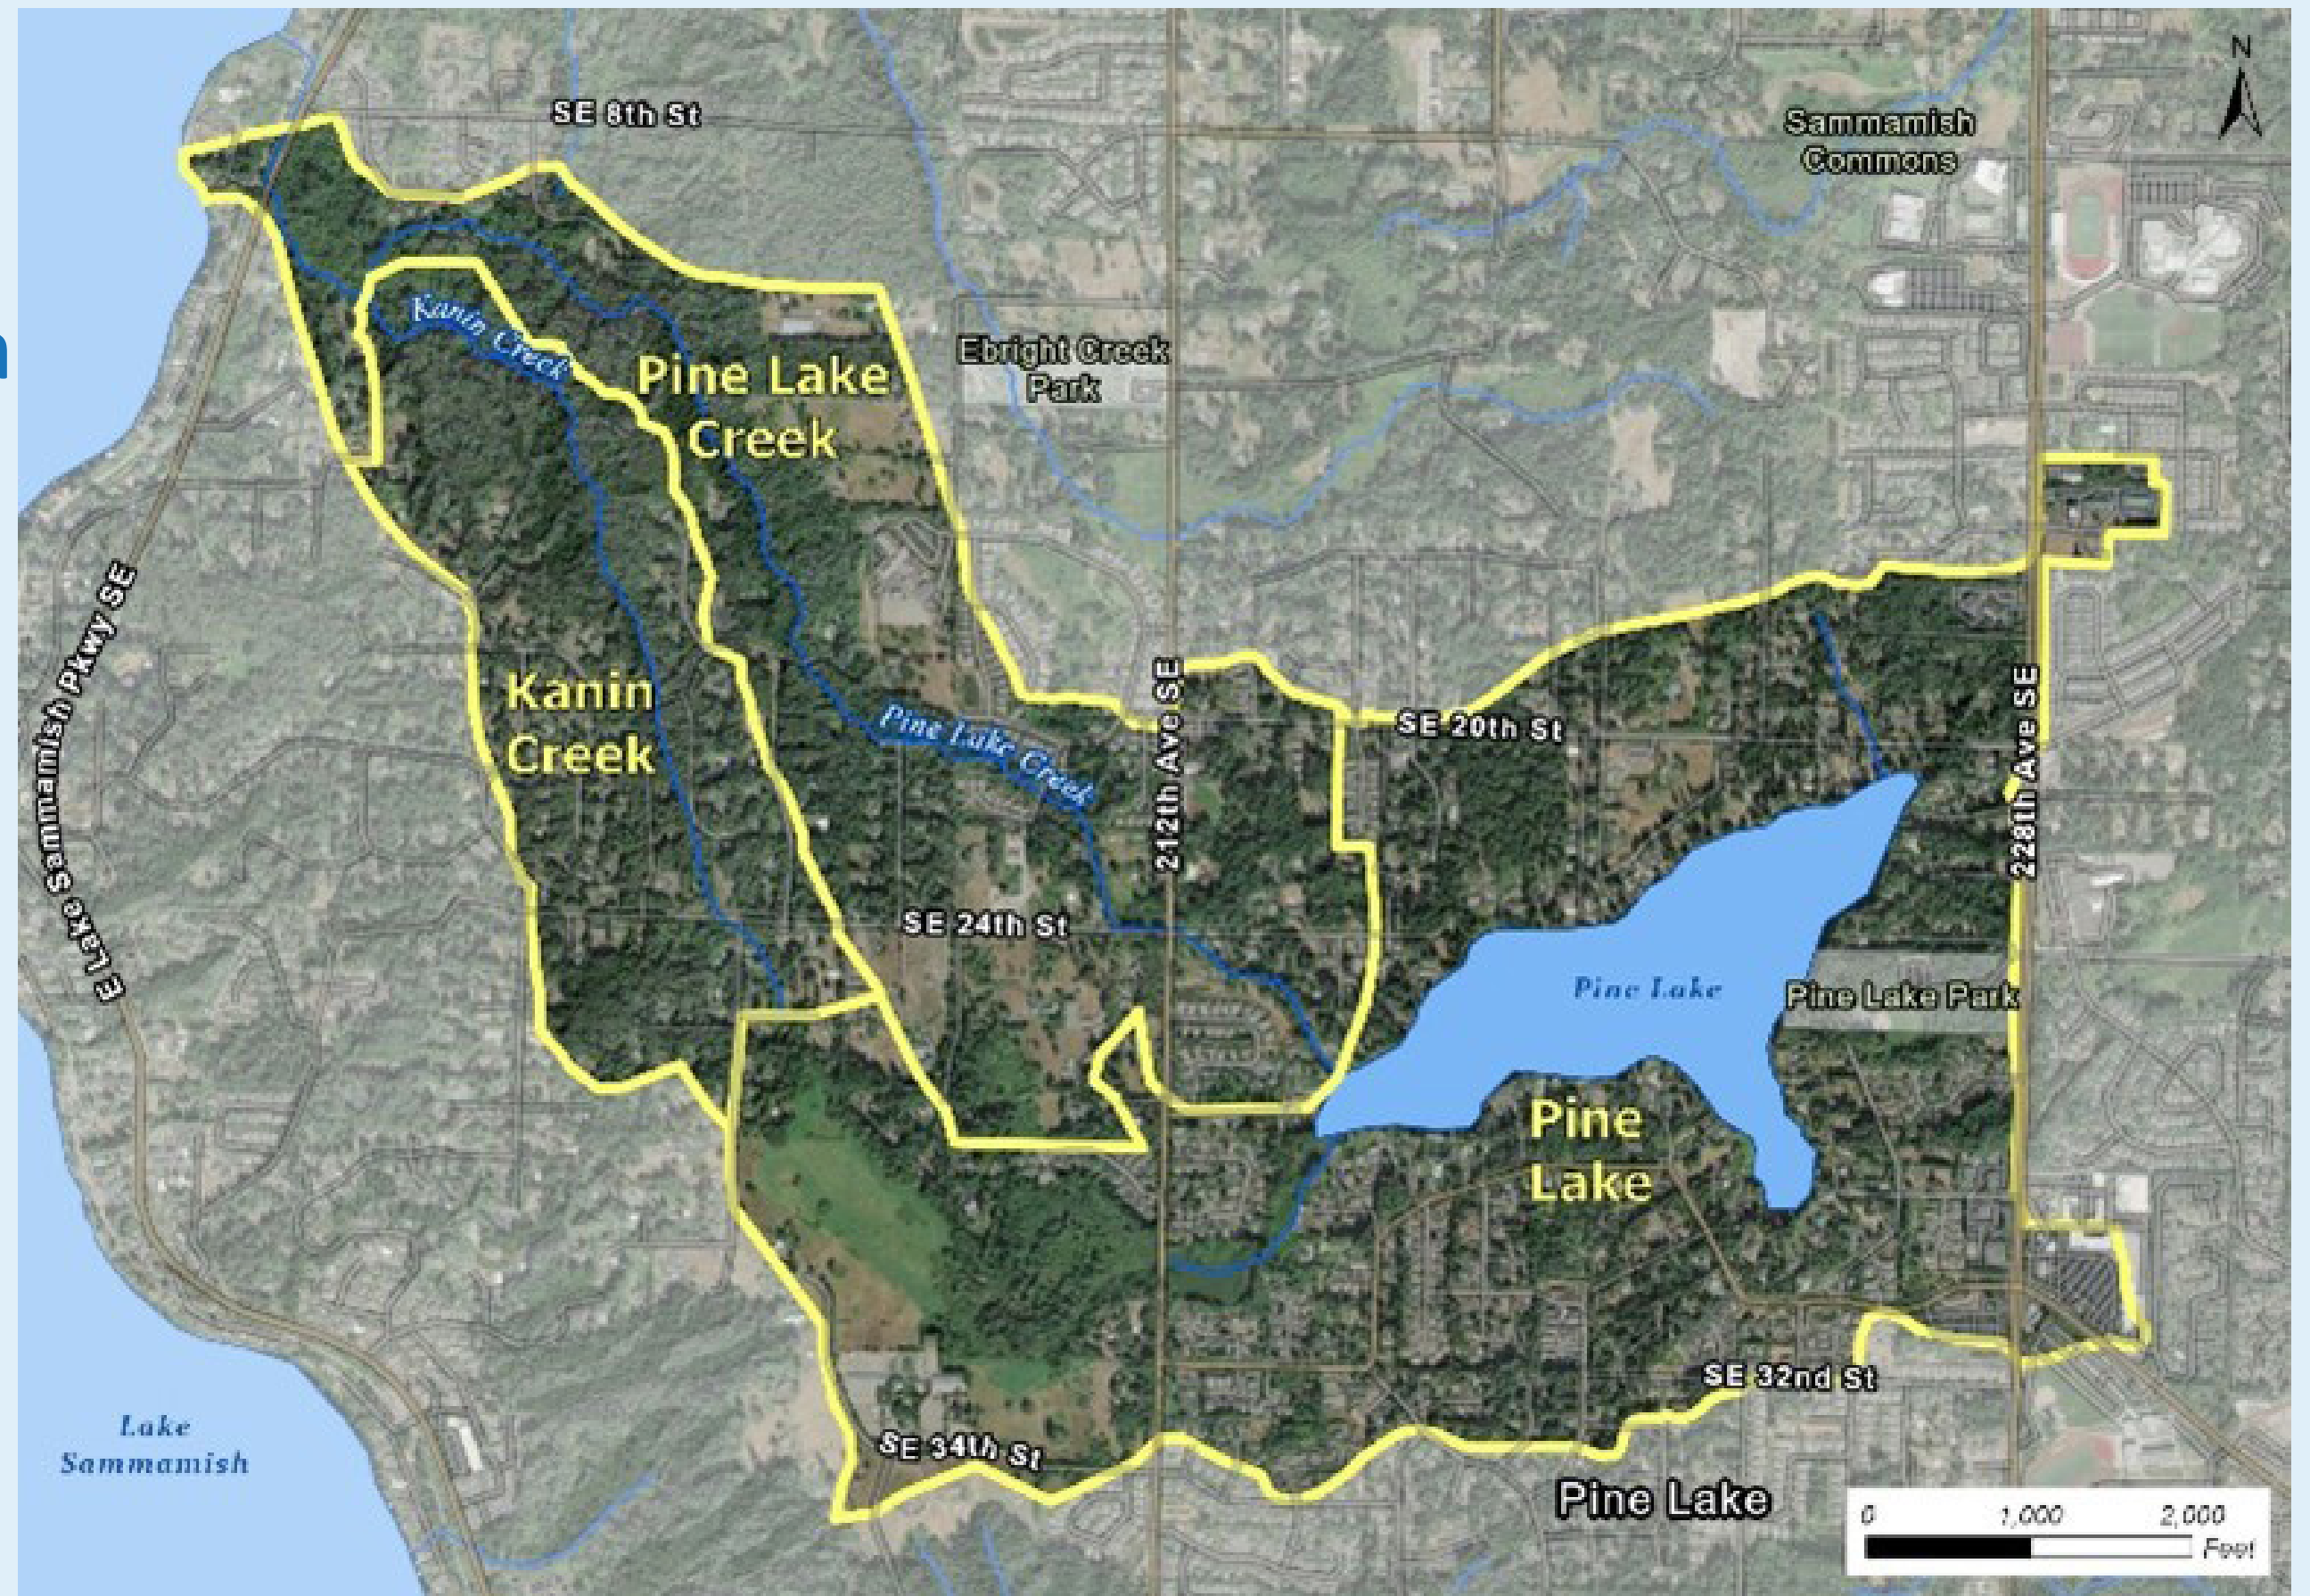 N
SE 8th St
Sammamish
Commons
Kanin Creek
Ebright Creek
Park
Pine Lake
Creek
E Lake Sammamish Pkwy SE
Kanin
Creek
Pine Lake Creek
212th Ave SE
SE 20th St
228th Ave SE
SE 24th St
Pine Lake
Pine Lake Park
Pine
Lake
SE 32nd St
Lake
Sammamish
SE 34th St
Pine Lake
0 1,000 2,000
Feet